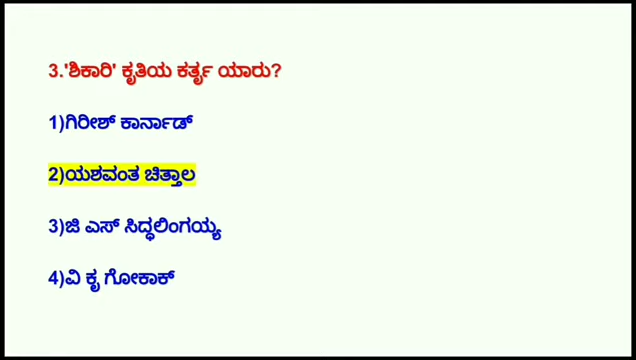 3.'ಶಿಕಾರಿ' ಕೃತಿಯ ಕರ್ತೃ ಯಾರು?
1)ಗಿರೀಶ್ ಕಾರ್ನಾಡ್
2)ಯಶವಂತ ಚಿತ್ತಾಲ
3)ಜಿ ಎಸ್ ಸಿದ್ಧಲಿಂಗಯ್ಯ
4)ವಿ ಕೃ ಗೋಕಾಕ್